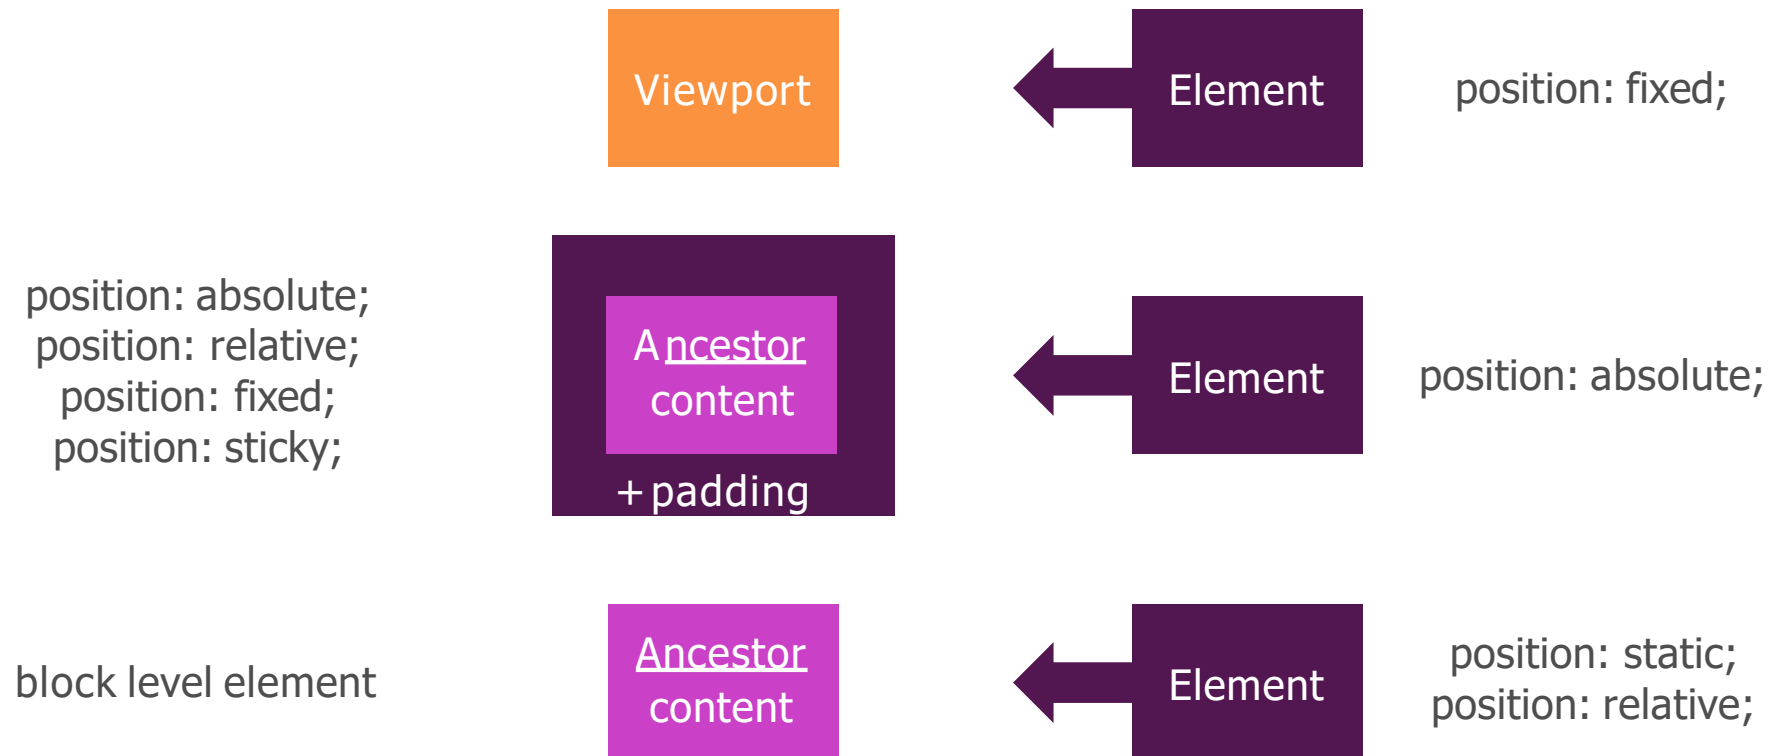 Viewport
Element
position: fixed;
position: absolute;
position: relative;
position: fixed;
position: sticky;
Ancestor
content
+ padding
Element
position: absolute;
block level element
Ancestor
content
Element
position: static;
position: relative;